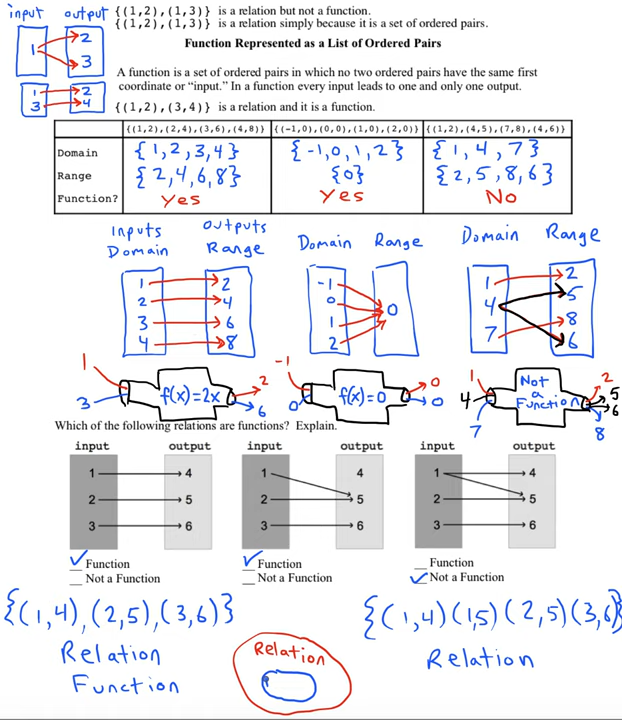 input output {(1,2),(1,3)} is a relation but not a function.
{(1,2),(1,3)} is a relation simply because it is a set of ordered pairs.
1 2
3
Function Represented as a List of Ordered Pairs
A function is a set of ordered pairs in which no two ordered pairs have the same first
coordinate or "input." In a function every input leads to one and only one output.
1 2
3 4
{(1,2),(3,4)} is a relation and it is a function.
{(1,2),(2,4),(3,6),(4,8)} {(-1,0),(0,0),(1,0),(2,0)} {(1,2),(4,5),(7,8),(4,6)}
Domain {1,2,3,4} {-1,0,1,2} {1,4,7}
Range {2,4,6,8} {0} {2,5,8,6}
Function? Yes Yes No
Inputs Outputs
Domain Range Domain Range Domain Range
1 2 -1 1 2
2 4 0 0 4 5
3 6 1 7 8
4 8 2 6
1 3 f(x)=2x 2 6
-1 0 f(x)=0 0 0
1 4 7 Not a Function 2 5 6 8
Which of the following relations are functions? Explain.
input output input output input output
1 4 1 4 1 4
2 5 2 5 2 5
3 6 3 6 3 6
✓ Function ✓ Function __ Function
__ Not a Function __ Not a Function ✓ Not a Function
{(1,4),(2,5),(3,6)} {(1,4)(1,5)(2,5)(3,6)}
Relation Relation Relation
Function